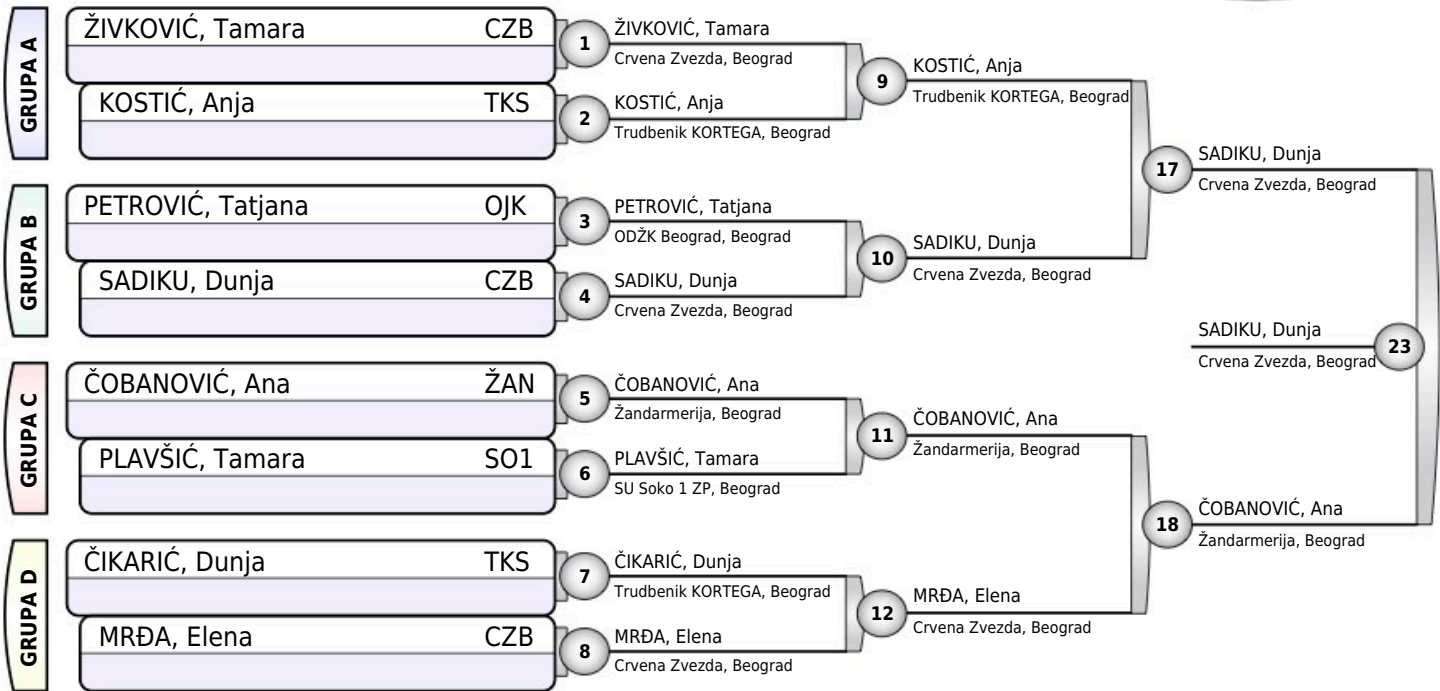 GRUPA A
ŽIVKOVIĆ, Tamara CZB
KOSTIĆ, Anja TKS
GRUPA B
PETROVIĆ, Tatjana OJK
SADIKU, Dunja CZB
GRUPA C
ČOBANOVIĆ, Ana ŽAN
PLAVŠIĆ, Tamara SO1
GRUPA D
ČIKARIĆ, Dunja TKS
MRĐA, Elena CZB
1
ŽIVKOVIĆ, Tamara
Crvena Zvezda, Beograd
2
KOSTIĆ, Anja
Trudbenik KORTEGA, Beograd
3
PETROVIĆ, Tatjana
ODŽK Beograd, Beograd
4
SADIKU, Dunja
Crvena Zvezda, Beograd
5
ČOBANOVIĆ, Ana
Žandarmerija, Beograd
6
PLAVŠIĆ, Tamara
SU Soko 1 ZP, Beograd
7
ČIKARIĆ, Dunja
Trudbenik KORTEGA, Beograd
8
MRĐA, Elena
Crvena Zvezda, Beograd
9
KOSTIĆ, Anja
Trudbenik KORTEGA, Beograd
10
SADIKU, Dunja
Crvena Zvezda, Beograd
11
ČOBANOVIĆ, Ana
Žandarmerija, Beograd
12
MRĐA, Elena
Crvena Zvezda, Beograd
17
SADIKU, Dunja
Crvena Zvezda, Beograd
18
ČOBANOVIĆ, Ana
Žandarmerija, Beograd
SADIKU, Dunja
Crvena Zvezda, Beograd
23